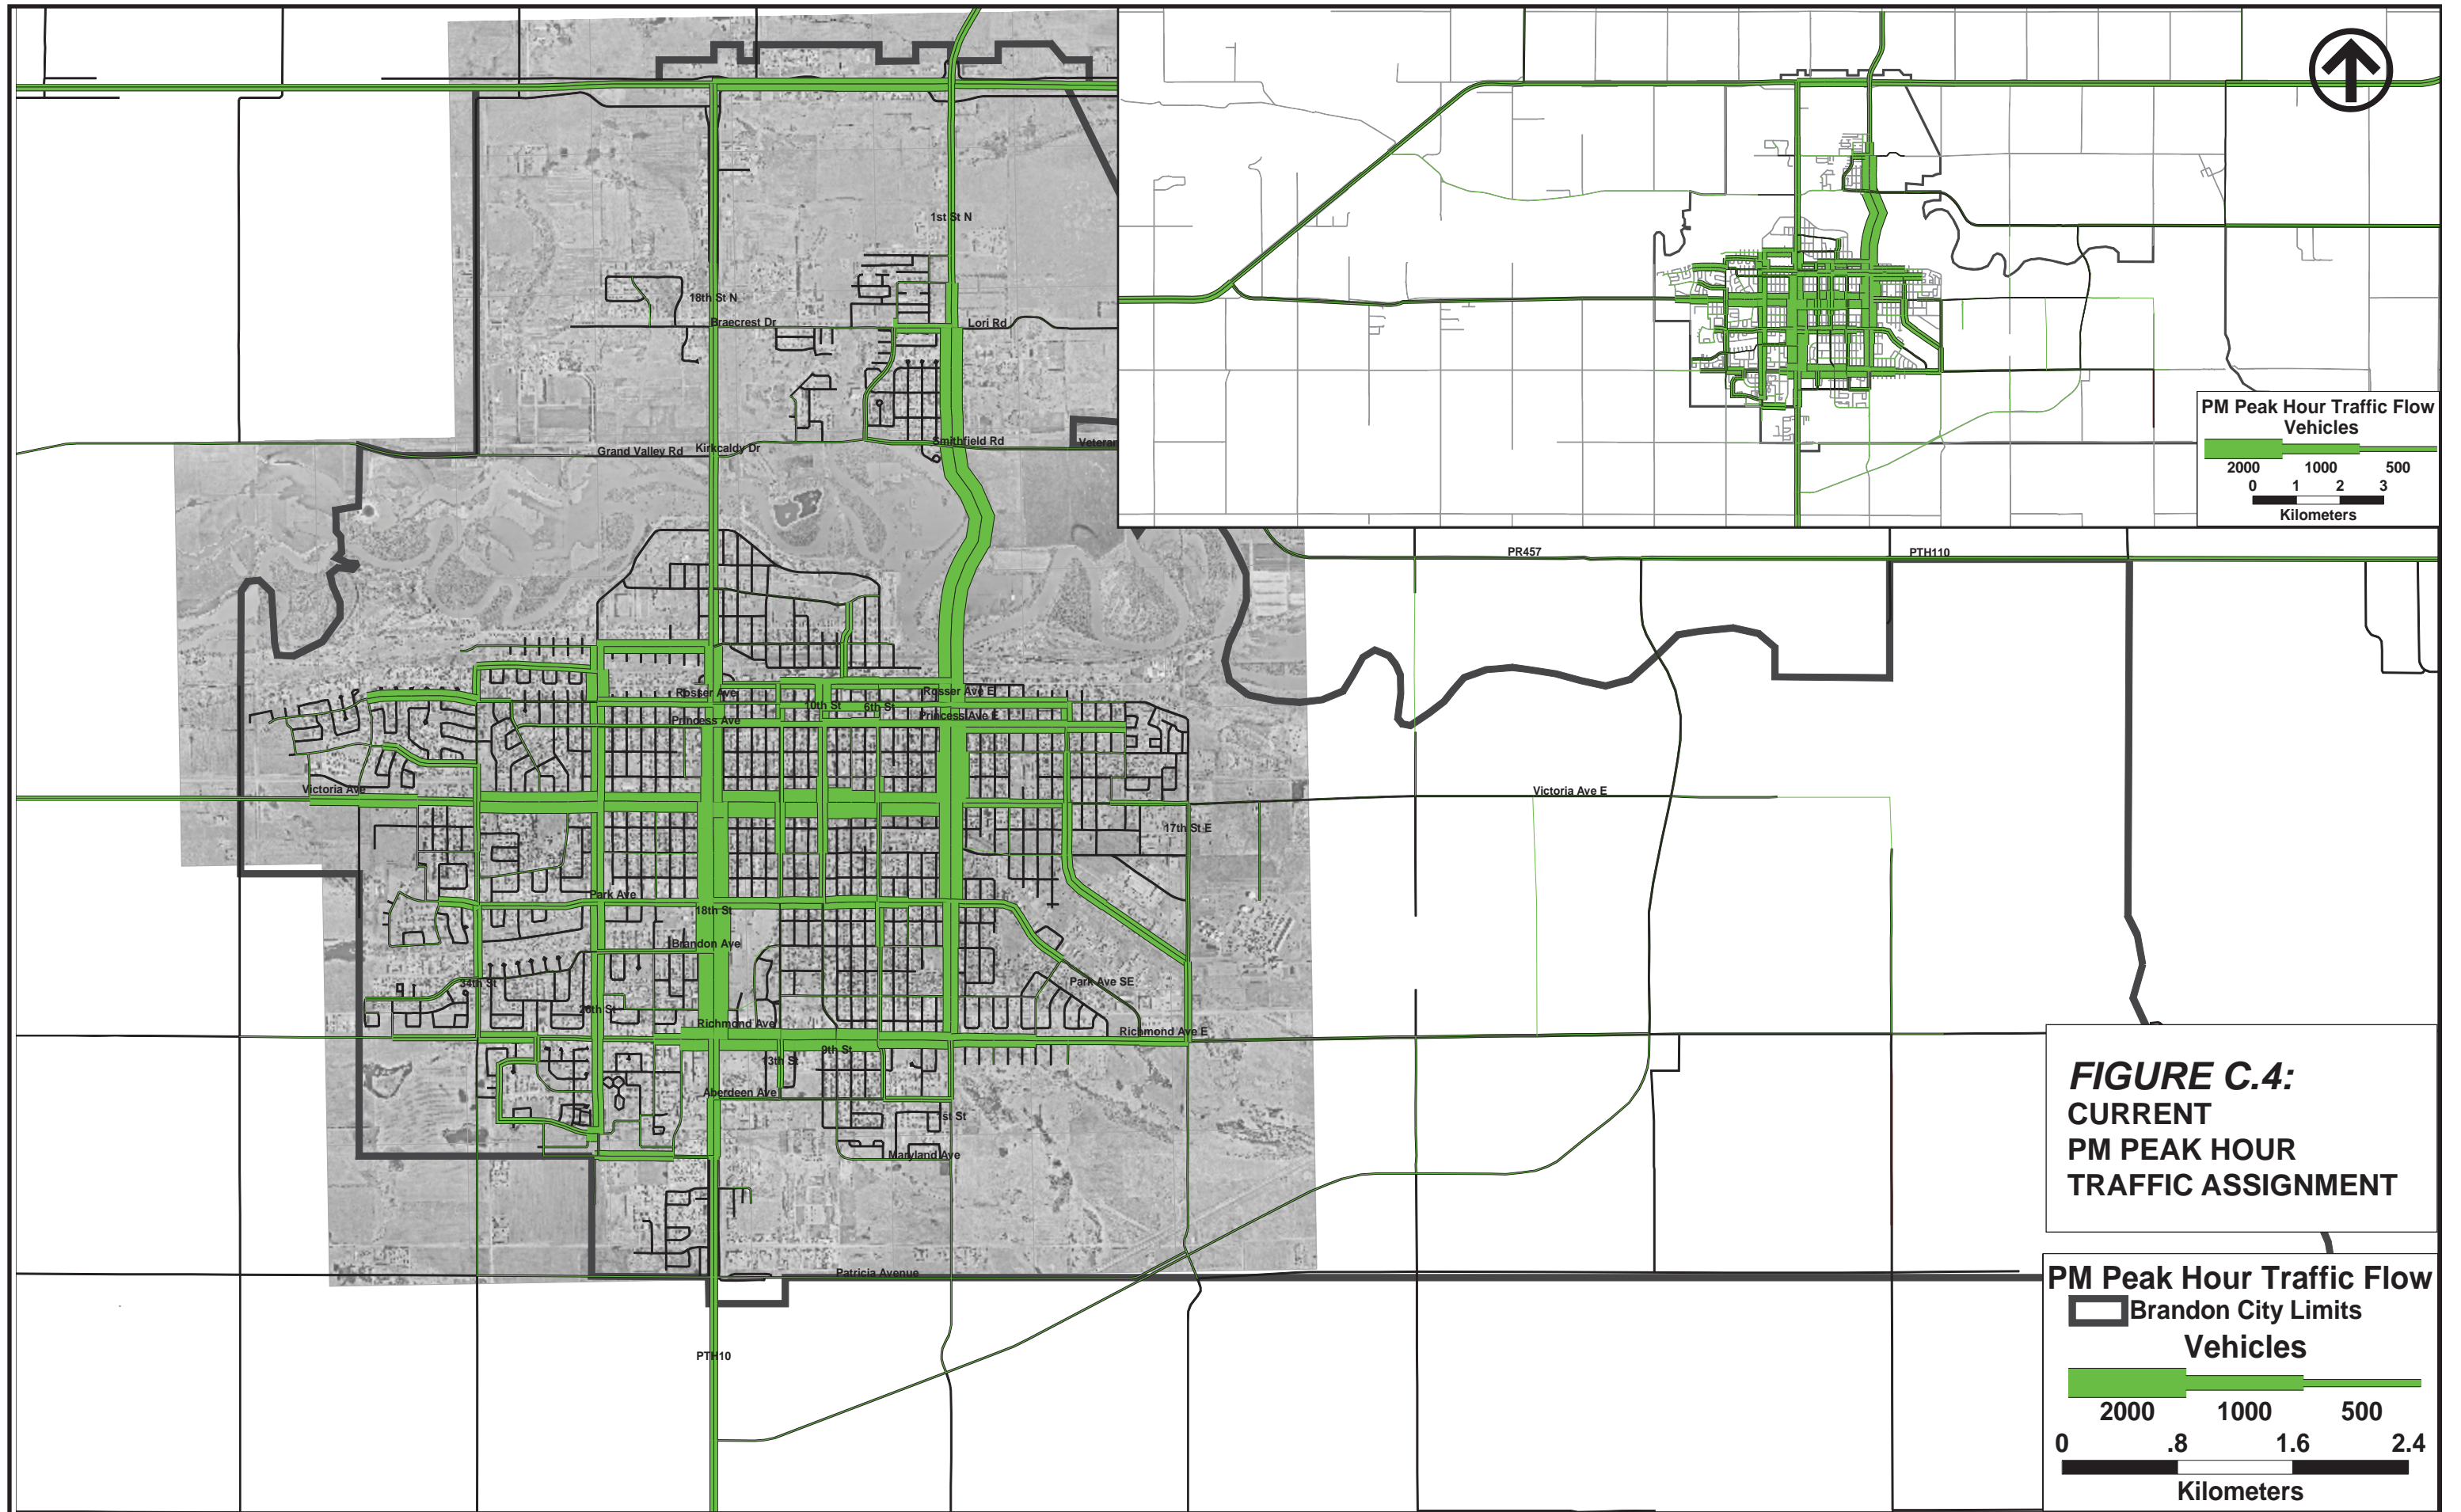 1st St N
18th St N
Braecrest Dr
Lori Rd
Grand Valley Rd
Kirkcaldy Dr
Smithfield Rd
PM Peak Hour Traffic Flow
Vehicles
2000 1000 500
0 1 2 3
Kilometers
PR457
PTH110
Rosser Ave
Rosser Ave E
10th St
6th St
Princess Ave
Princess Ave E
Victoria Ave
Victoria Ave E
17th St E
Park Ave
18th St
Brandon Ave
34th St
Park Ave SE
26th St
Richmond Ave
Richmond Ave E
9th St
13th St
Aberdeen Ave
1st St
Maryland Ave
Patricia Avenue
PTH10
FIGURE C.4:
CURRENT
PM PEAK HOUR
TRAFFIC ASSIGNMENT
PM Peak Hour Traffic Flow
Brandon City Limits
Vehicles
2000 1000 500
0 .8 1.6 2.4
Kilometers